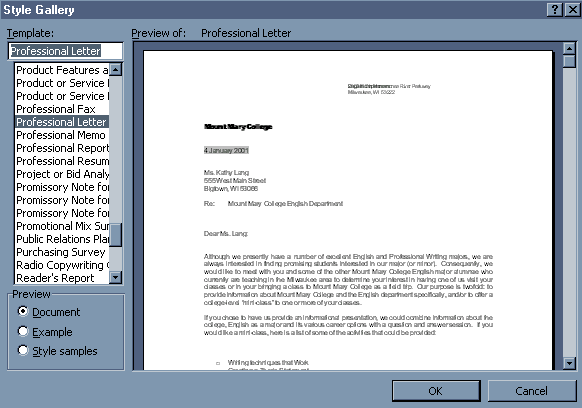 Style Gallery
Template:
Preview of: Professional Letter
Professional Letter
Product Features a
Product or Service
Product or Service
Professional Fax
Professional Letter
Professional Memo
Professional Report
Professional Resum
Project or Bid Analy
Promissory Note for
Promissory Note for
Promotional Mix Sur
Public Relations Plan
Purchasing Survey
Radio Copywriting
Reader's Report
Preview
Document
Example
Style samples
River Parkway
Milwaukee, WI 53222
Mount Mary College
4 January 2001
Ms. Kathy Lang
555 West Main Street
Bigtown, WI 53066
Re: Mount Mary College English Department
Dear Ms. Lang:
Although we presently have a number of excellent English and Professional Writing majors, we are
always interested in finding promising students interested in our major (or minor). Consequently, we
would like to meet with you and some of the other Mount Mary College English major alumnae who
currently are teaching in the Milwaukee area to determine your interest in having one of us visit your
classes or in your bringing a class to Mount Mary College as a field trip. Our purpose is twofold: to
provide information about Mount Mary College and the English department specifically, and/or to offer a
college-level "mini-class" to one or more of your classes.
If you choose to have us provide an informational presentation, we could combine information about the
college, English as a major and its various career options with a question and answer session. If you
would like a mini-class, here is a list of some of the activities that could be provided:
Writing techniques that Work
OK
Cancel